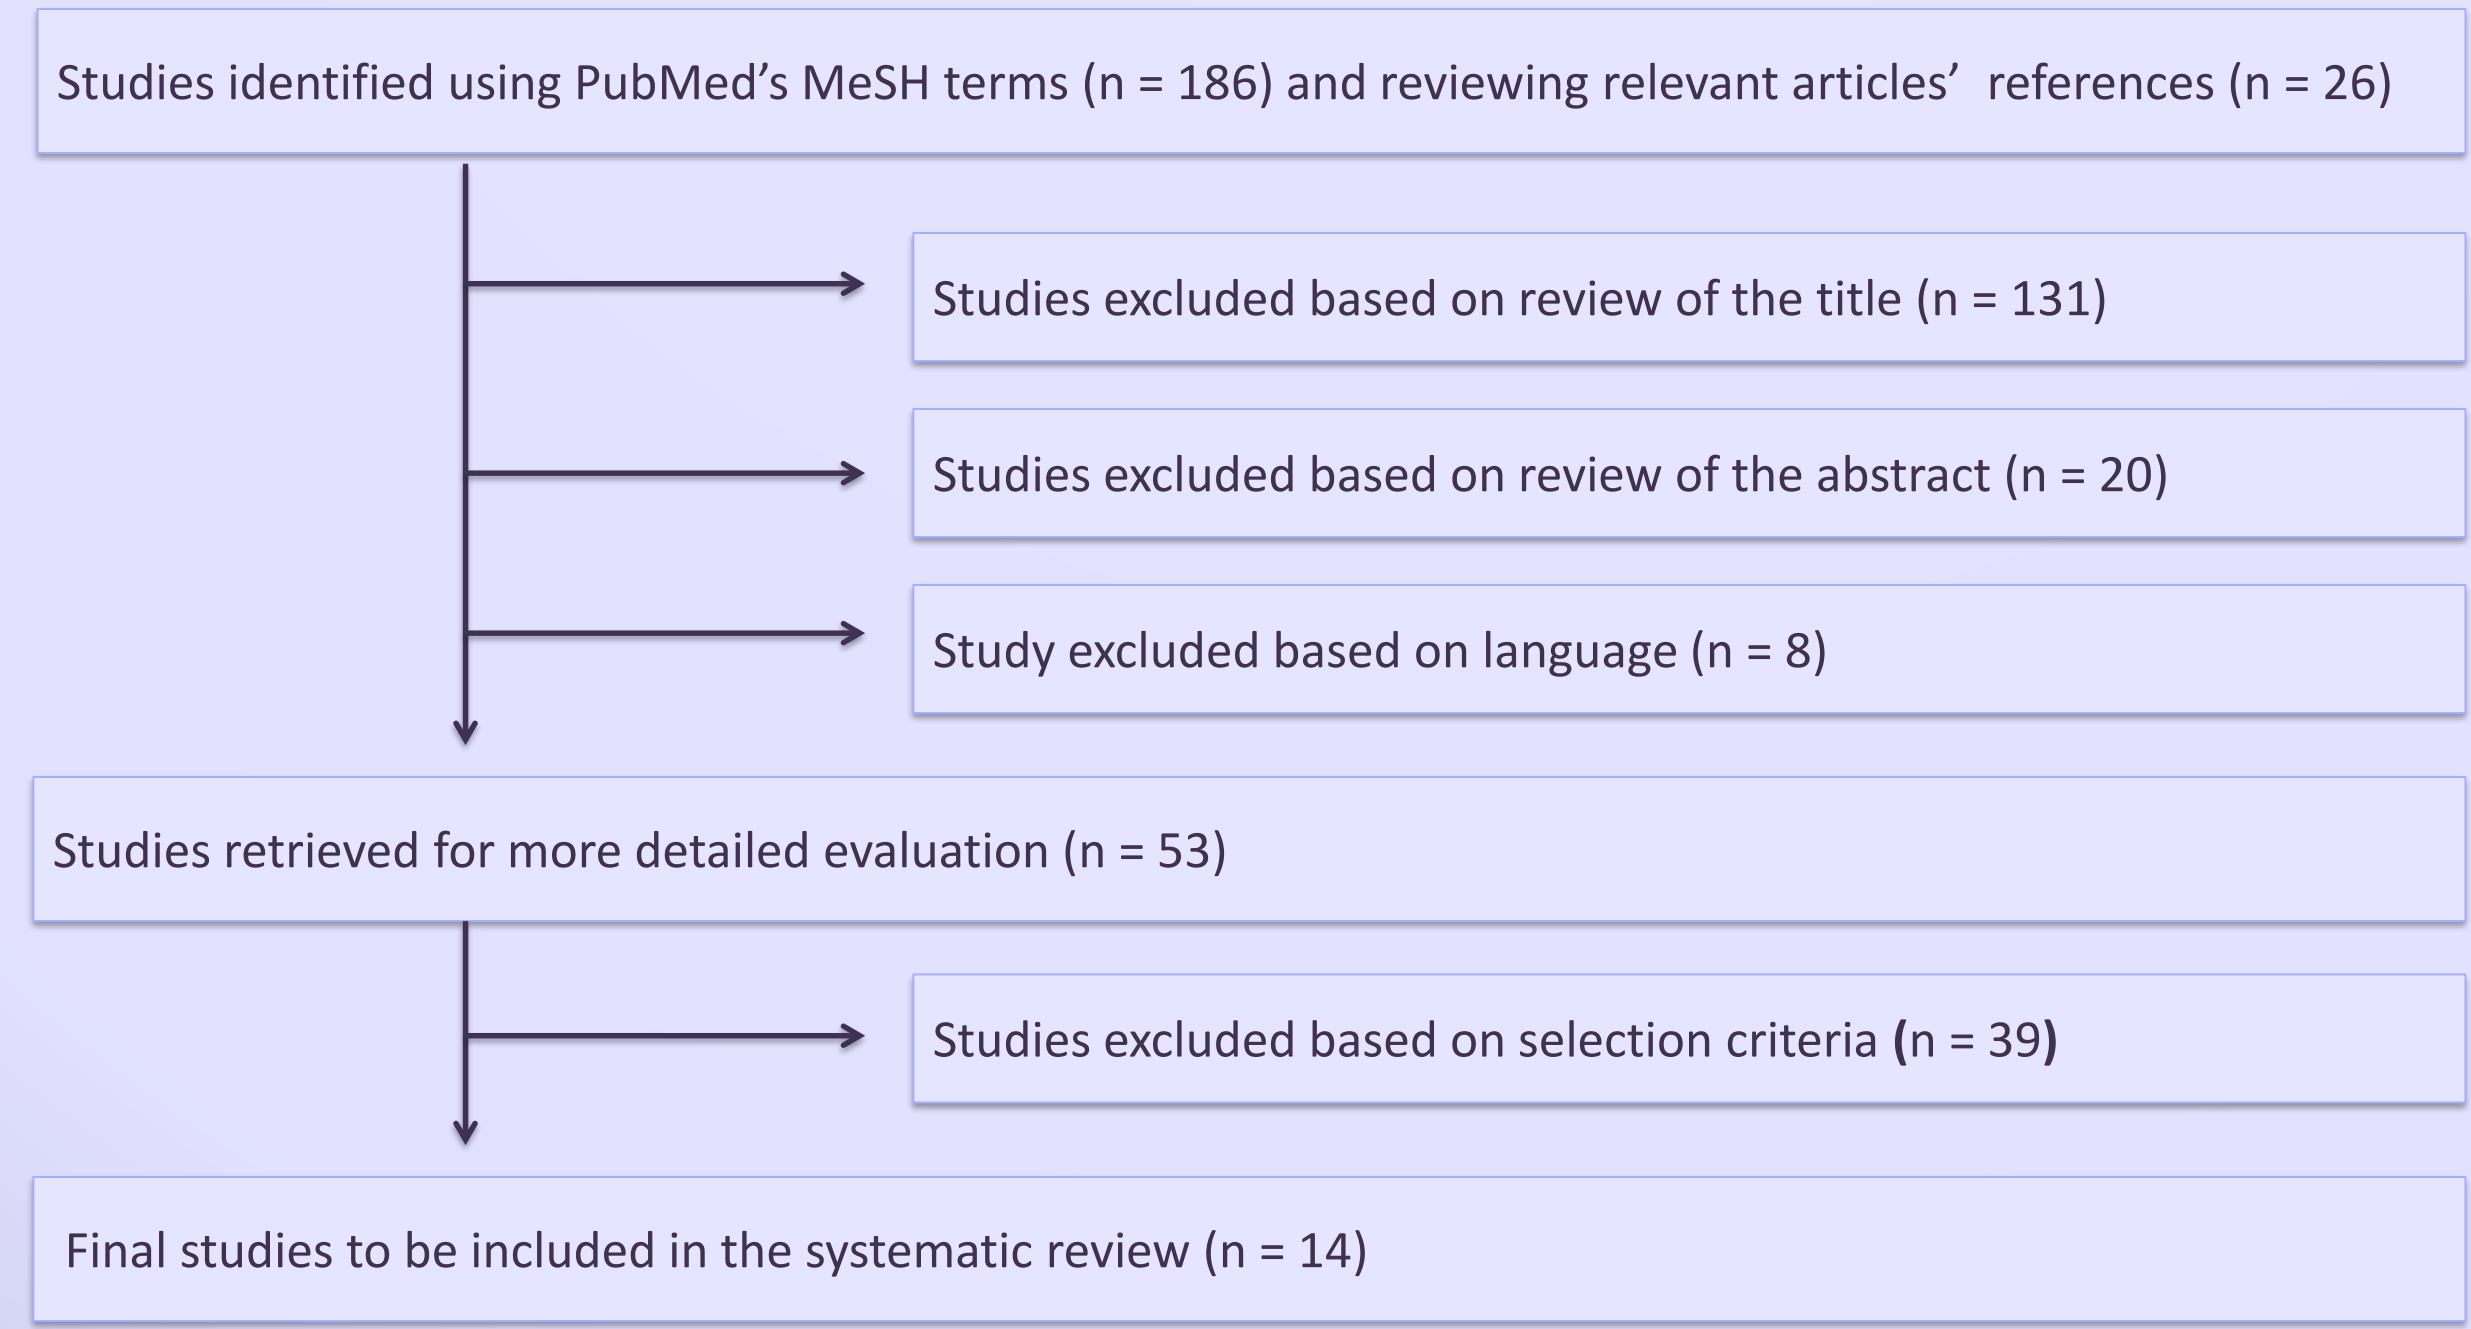 Studies identified using PubMed’s MeSH terms (n = 186) and reviewing relevant articles’  references (n = 26)
Studies excluded based on review of the title (n = 131)
Studies excluded based on review of the abstract (n = 20)
Study excluded based on language (n = 8)
Studies retrieved for more detailed evaluation (n = 53)
Studies excluded based on selection criteria (n = 39)
Final studies to be included in the systematic review (n = 14)